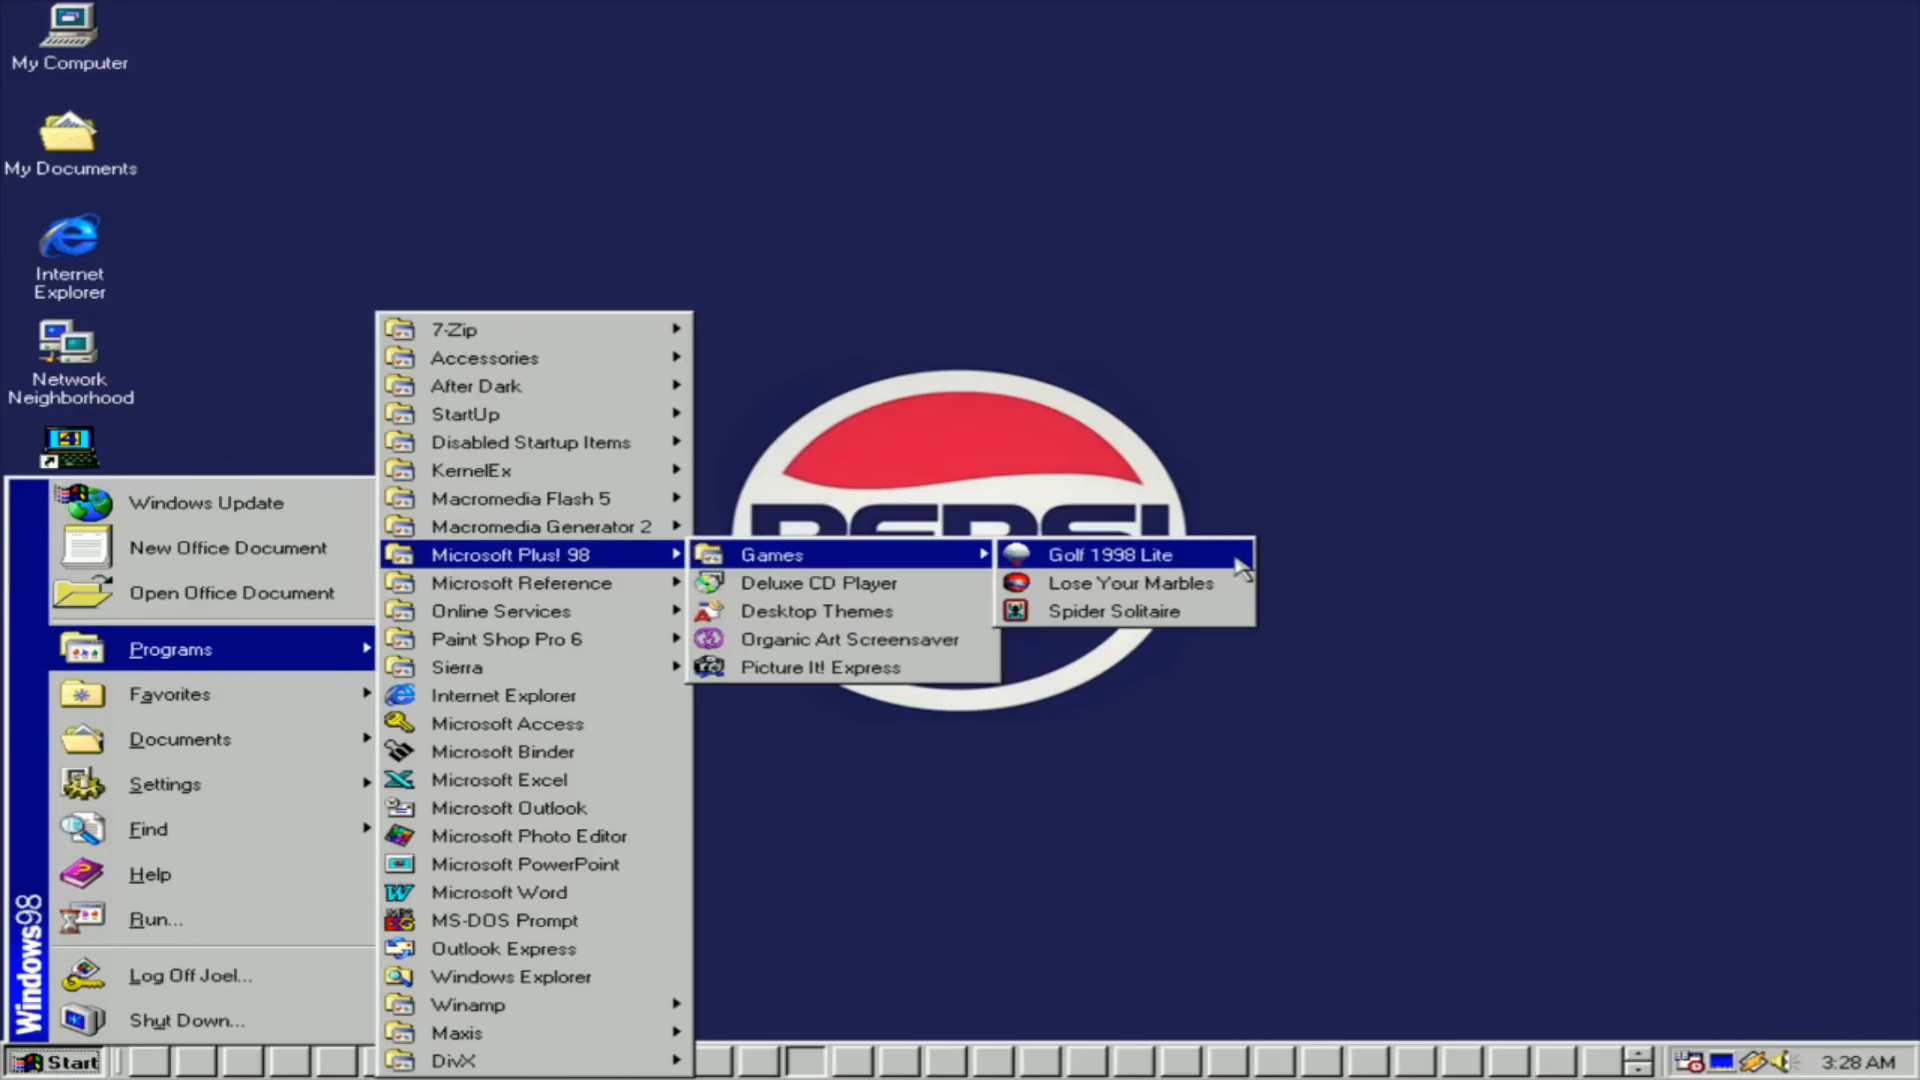 My Computer
My Documents
Internet
Explorer
Network
Neighborhood
Windows Update
New Office Document
Open Office Document
Programs
Favorites
Documents
Settings
Find
Help
Run...
Log Off Joel...
Shut Down...
Windows98
7-Zip
Accessories
After Dark
StartUp
Disabled Startup Items
KernelEx
Macromedia Flash 5
Macromedia Generator 2
Microsoft Plus! 98
Microsoft Reference
Online Services
Paint Shop Pro 6
Sierra
Internet Explorer
Microsoft Access
Microsoft Binder
Microsoft Excel
Microsoft Outlook
Microsoft Photo Editor
Microsoft PowerPoint
Microsoft Word
MS-DOS Prompt
Outlook Express
Windows Explorer
Winamp
Maxis
DivX
Games
Deluxe CD Player
Desktop Themes
Organic Art Screensaver
Picture It! Express
Golf 1998 Lite
Lose Your Marbles
Spider Solitaire
PEPSI
Start
3:28 AM